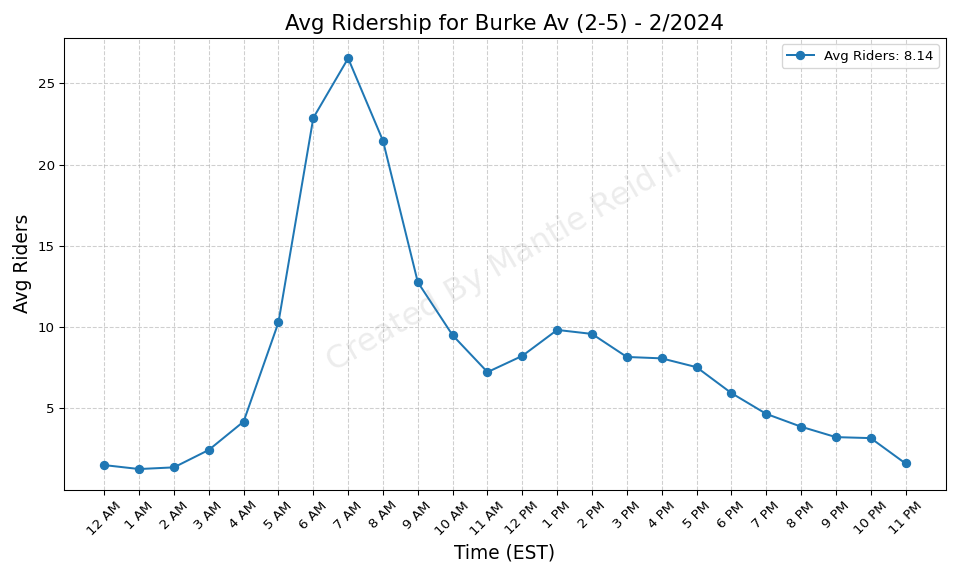 Avg Ridership for Burke Av (2-5) - 2/2024
Avg Riders: 8.14
Avg Riders
25
20
15
10
5
Created By Mantie Reid II
12 AM
1 AM
2 AM
3 AM
4 AM
5 AM
6 AM
7 AM
8 AM
9 AM
10 AM
11 AM
12 PM
1 PM
2 PM
3 PM
4 PM
5 PM
6 PM
7 PM
8 PM
9 PM
10 PM
11 PM
Time (EST)